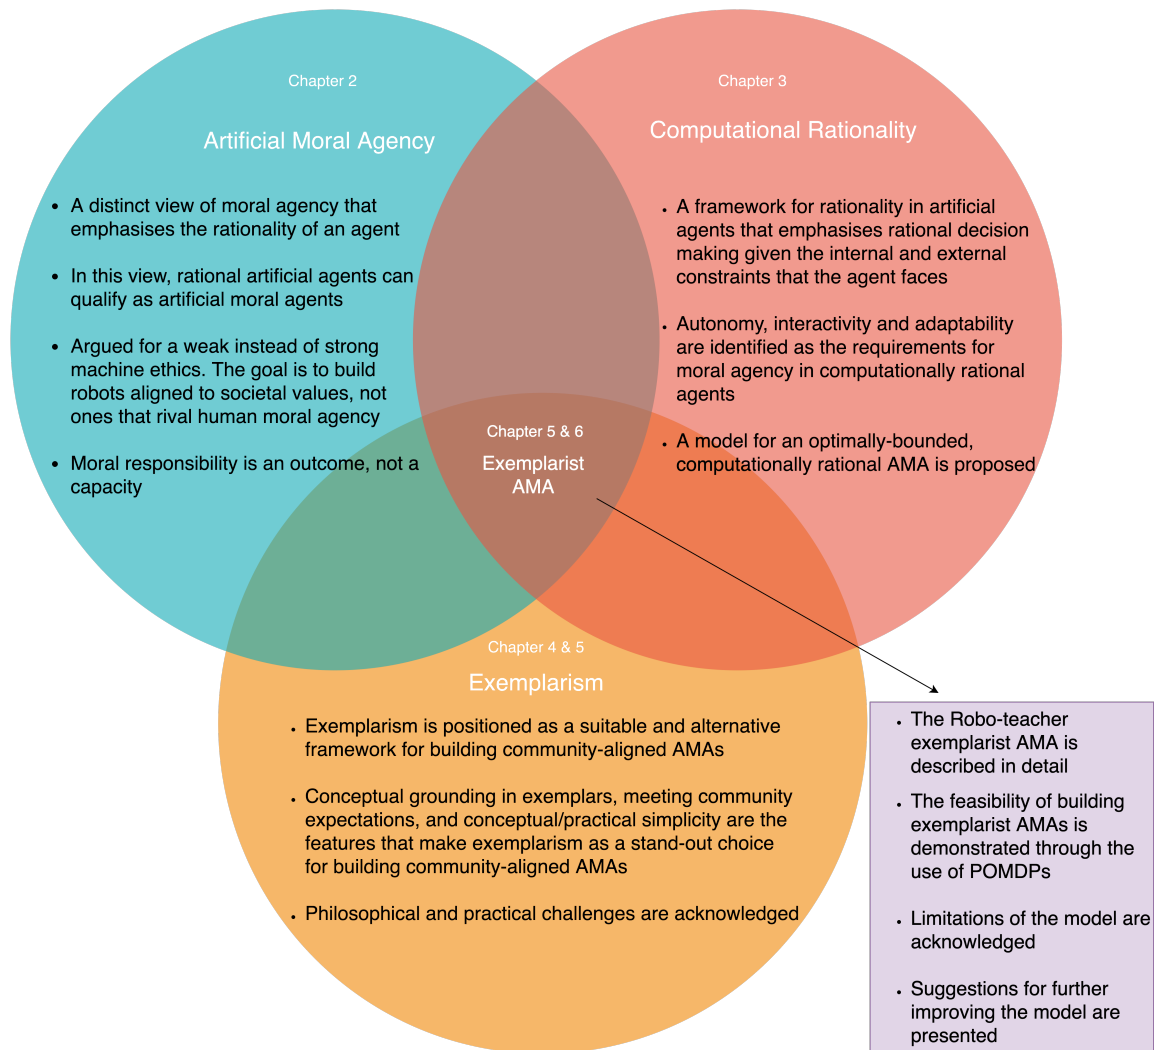 Chapter 2
Artificial Moral Agency
• A distinct view of moral agency that
emphasises the rationality of an agent
• In this view, rational artificial agents can
qualify as artificial moral agents
• Argued for a weak instead of strong
machine ethics. The goal is to build
robots aligned to societal values, not
ones that rival human moral agency
• Moral responsibility is an outcome, not a
capacity
Chapter 3
Computational Rationality
• A framework for rationality in artificial
agents that emphasises rational decision
making given the internal and external
constraints that the agent faces
• Autonomy, interactivity and adaptability
are identified as the requirements for
moral agency in computationally rational
agents
• A model for an optimally-bounded,
computationally rational AMA is proposed
Chapter 5 & 6
Exemplarist
AMA
Chapter 4 & 5
Exemplarism
• Exemplarism is positioned as a suitable and alternative
framework for building community-aligned AMAs
• Conceptual grounding in exemplars, meeting community
expectations, and conceptual/practical simplicity are the
features that make exemplarism as a stand-out choice
for building community-aligned AMAs
• Philosophical and practical challenges are acknowledged
• The Robo-teacher
exemplarist AMA is
described in detail
• The feasibility of building
exemplarist AMAs is
demonstrated through the
use of POMDPs
• Limitations of the model are
acknowledged
• Suggestions for further
improving the model are
presented